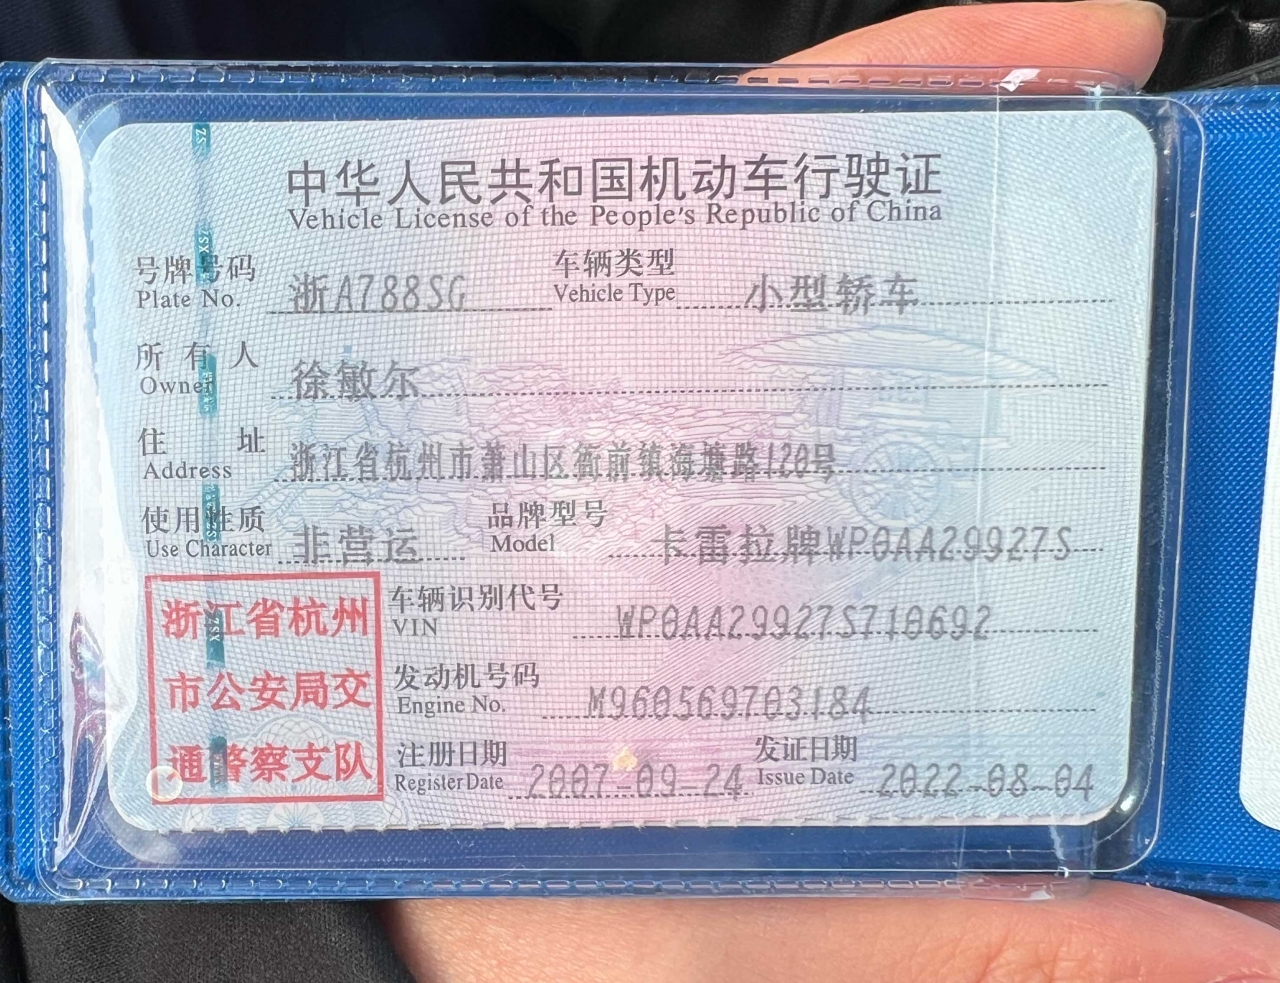 中华人民共和国机动车行驶证
Vehicle License of the People's Republic of China
号牌号码 浙A788SG 车辆类型 小型轿车
Plate No. Vehicle Type
所有人 徐敏尔
Owner
住址 浙江省杭州市萧山区衙前镇海塘路120号
Address
使用性质 非营运 品牌型号 卡雷拉牌WP0AA29927S
Use Character Model
浙江省杭州
市公安局交
通警察支队
车辆识别代号 WP0AA29927S710692
VIN
发动机号码 M960569703184
Engine No.
注册日期 2007-09-24 发证日期 2022-08-04
Register Date Issue Date